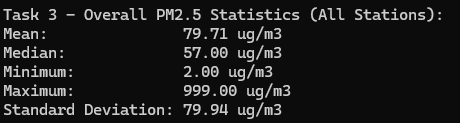 Task 3 - Overall PM2.5 Statistics (All Stations):
Mean:               79.71 ug/m3
Median:             57.00 ug/m3
Minimum:            2.00 ug/m3
Maximum:            999.00 ug/m3
Standard Deviation: 79.94 ug/m3